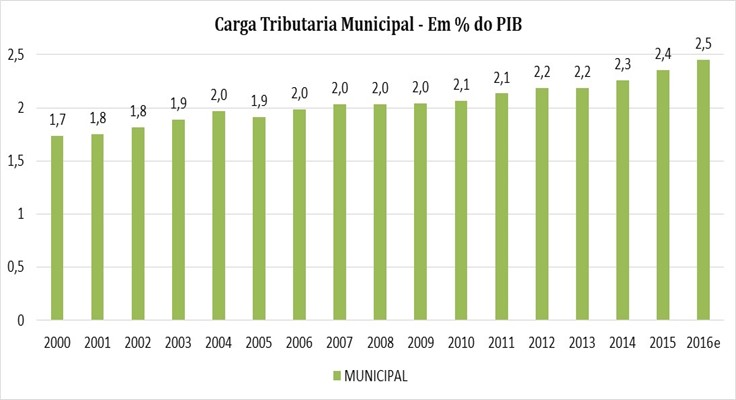 Carga Tributaria Municipal - Em % do PIB
2,5
2
1,5
1
0,5
0
1,7 1,8 1,8 1,9 2,0 1,9 2,0 2,0 2,0 2,0 2,1 2,1 2,2 2,2 2,3 2,4 2,5
2000 2001 2002 2003 2004 2005 2006 2007 2008 2009 2010 2011 2012 2013 2014 2015 2016e
MUNICIPAL